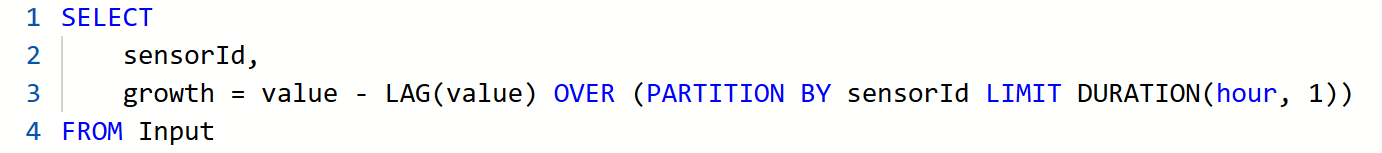 1 SELECT
2 sensorId,
3 growth = value - LAG(value) OVER (PARTITION BY sensorId LIMIT DURATION(hour, 1))
4 FROM Input